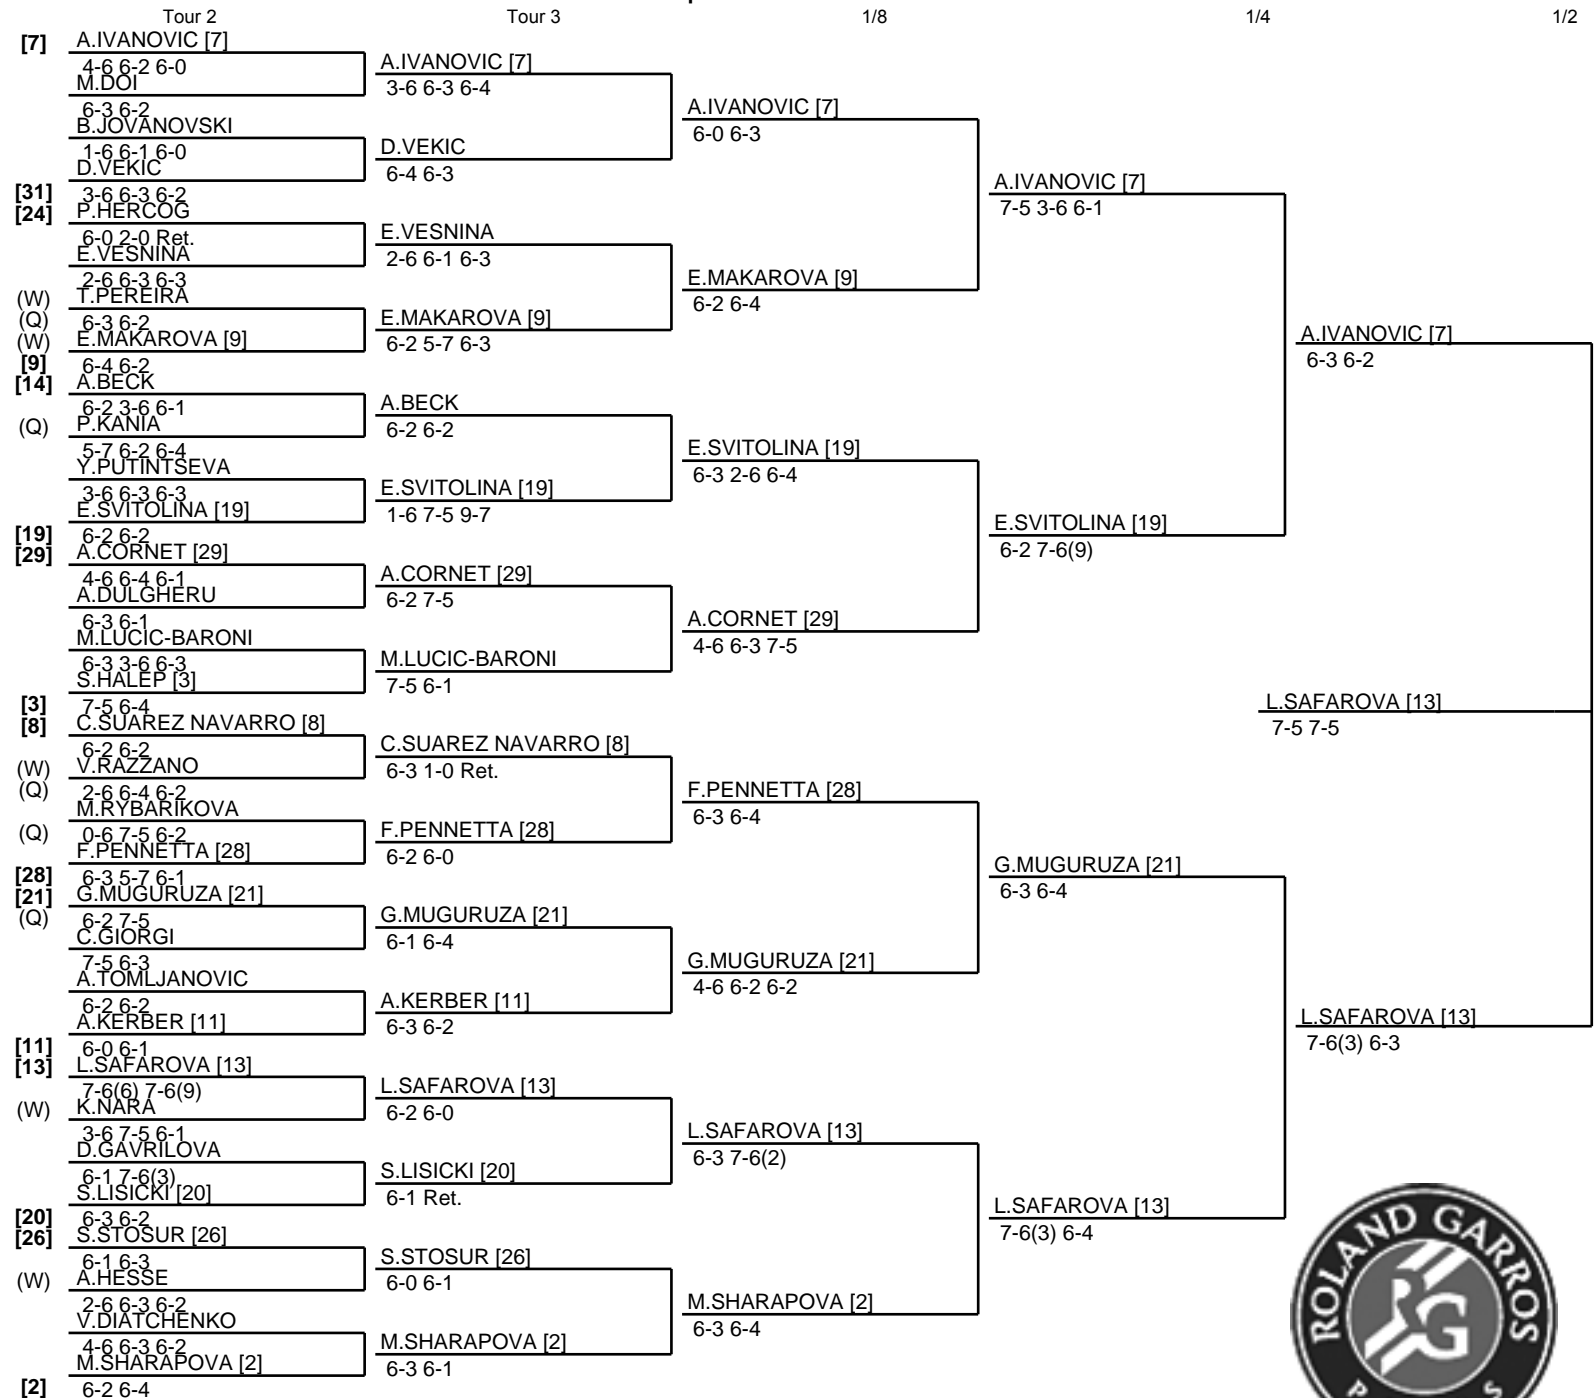 Tour 2 Tour 3 1/8 1/4 1/2
[7] A.IVANOVIC [7]
4-6 6-2 6-0
M.DOI
6-3 6-2
B.JOVANOVSKI
1-6 6-1 6-0
D.VEKIC
[31] 3-6 6-3 6-2
[24] P.HERCOG
6-0 2-0 Ret.
E.VESNINA
2-6 6-3 6-3
(W) T.PEREIRA
(Q) 6-3 6-2
(W) E.MAKAROVA [9]
[9] 6-4 6-2
[14] A.BECK
6-2 3-6 6-1
(Q) P.KANIA
5-7 6-2 6-4
Y.PUTINTSEVA
3-6 6-3 6-3
E.SVITOLINA [19]
[19] 6-2 6-2
[29] A.CORNET [29]
4-6 6-4 6-1
A.DULGHERU
6-3 6-1
M.LUCIC-BARONI
6-3 3-6 6-3
S.HALEP [3]
[3] 7-5 6-4
[8] C.SUAREZ NAVARRO [8]
6-2 6-2
(W) V.RAZZANO
(Q) 2-6 6-4 6-2
M.RYBARIKOVA
(Q) 0-6 7-5 6-2
F.PENNETTA [28]
[28] 6-3 5-7 6-1
[21] G.MUGURUZA [21]
(Q) 6-2 7-5
C.GIORGI
7-5 6-3
A.TOMLJANOVIC
6-2 6-2
A.KERBER [11]
[11] 6-0 6-1
[13] L.SAFAROVA [13]
7-6(6) 7-6(9)
(W) K.NARA
3-6 7-5 6-1
D.GAVRILOVA
6-1 7-6(3)
S.LISICKI [20]
[20] 6-3 6-2
[26] S.STOSUR [26]
6-1 6-3
(W) A.HESSE
2-6 6-3 6-2
V.DIATCHENKO
4-6 6-3 6-2
M.SHARAPOVA [2]
[2] 6-2 6-4
A.IVANOVIC [7]
3-6 6-3 6-4
D.VEKIC
6-4 6-3
E.VESNINA
2-6 6-1 6-3
E.MAKAROVA [9]
6-2 5-7 6-3
A.BECK
6-2 6-2
E.SVITOLINA [19]
1-6 7-5 9-7
A.CORNET [29]
6-2 7-5
M.LUCIC-BARONI
7-5 6-1
C.SUAREZ NAVARRO [8]
6-3 1-0 Ret.
F.PENNETTA [28]
6-2 6-0
G.MUGURUZA [21]
6-1 6-4
A.KERBER [11]
6-3 6-2
L.SAFAROVA [13]
6-2 6-0
S.LISICKI [20]
6-1 Ret.
S.STOSUR [26]
6-0 6-1
M.SHARAPOVA [2]
6-3 6-1
A.IVANOVIC [7]
6-0 6-3
E.MAKAROVA [9]
6-2 6-4
E.SVITOLINA [19]
6-3 2-6 6-4
A.CORNET [29]
4-6 6-3 7-5
F.PENNETTA [28]
6-3 6-4
G.MUGURUZA [21]
4-6 6-2 6-2
L.SAFAROVA [13]
6-3 7-6(2)
M.SHARAPOVA [2]
6-3 6-4
A.IVANOVIC [7]
7-5 3-6 6-1
E.SVITOLINA [19]
6-2 7-6(9)
G.MUGURUZA [21]
6-3 6-4
L.SAFAROVA [13]
7-6(3) 6-4
A.IVANOVIC [7]
6-3 6-2
L.SAFAROVA [13]
7-6(3) 6-3
L.SAFAROVA [13]
7-5 7-5
ROLAND GARROS
RG